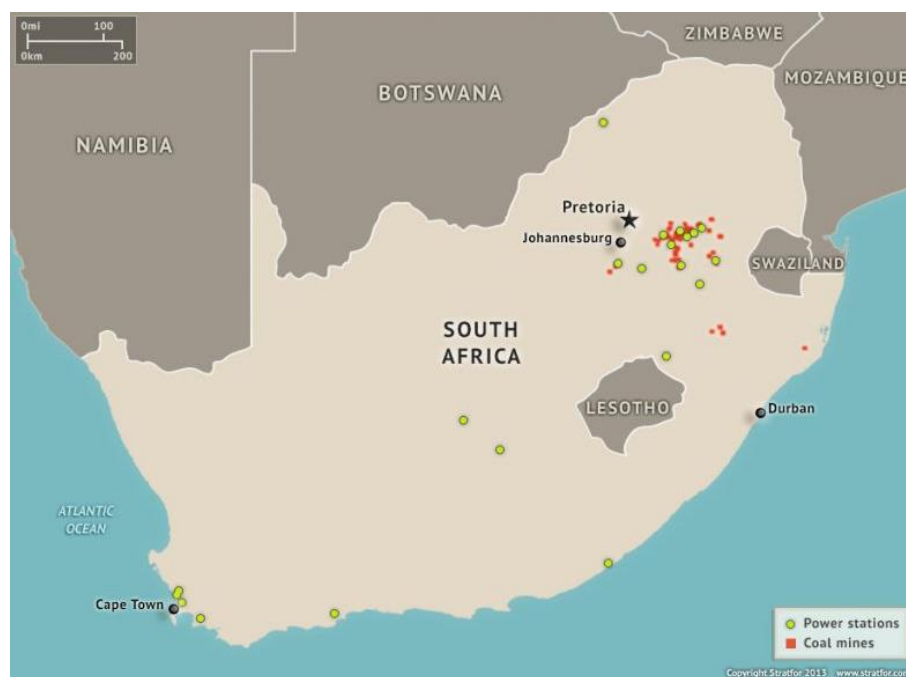 0mi 100
0km 200
ZIMBABWE
MOZAMBIQUE
BOTSWANA
NAMIBIA
Pretoria
Johannesburg
SWAZILAND
SOUTH
AFRICA
LESOTHO
Durban
ATLANTIC
OCEAN
Cape Town
Power stations
Coal mines
Copyright Stratfor 2013 www.stratfor.com